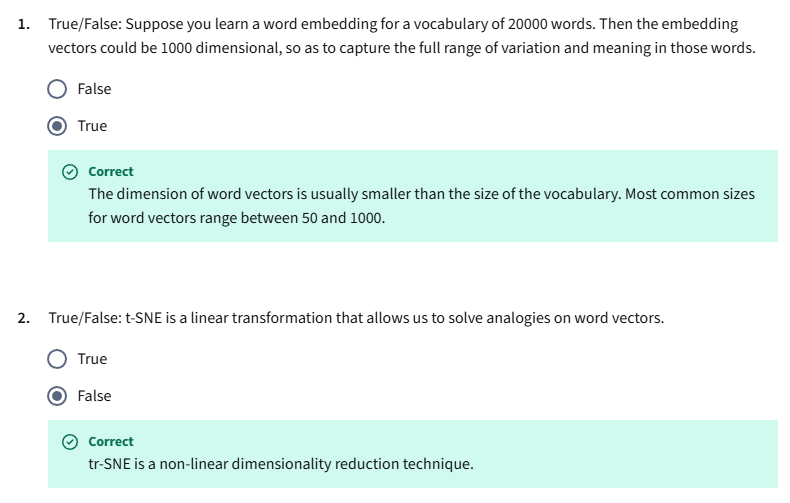 1. True/False: Suppose you learn a word embedding for a vocabulary of 20000 words. Then the embedding
vectors could be 1000 dimensional, so as to capture the full range of variation and meaning in those words.
False
True
Correct
The dimension of word vectors is usually smaller than the size of the vocabulary. Most common sizes
for word vectors range between 50 and 1000.
2. True/False: t-SNE is a linear transformation that allows us to solve analogies on word vectors.
True
False
Correct
tr-SNE is a non-linear dimensionality reduction technique.